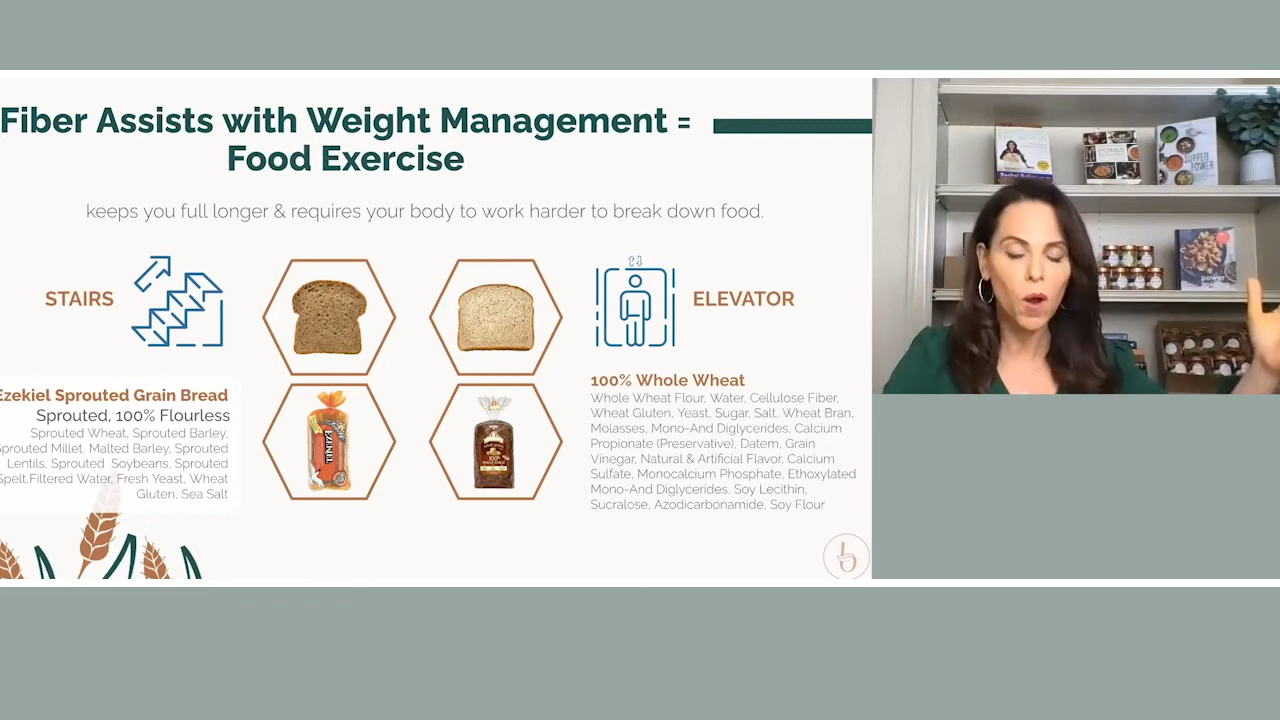 Fiber Assists with Weight Management =
Food Exercise
keeps you full longer & requires your body to work harder to break down food.
STAIRS
ELEVATOR
Ezekiel Sprouted Grain Bread
Sprouted, 100% Flourless
Sprouted Wheat, Sprouted Barley,
Sprouted Millet, Malted Barley, Sprouted
Lentils, Sprouted Soybeans, Sprouted
Spelt,Filtered Water, Fresh Yeast, Wheat
Gluten, Sea Salt
100% Whole Wheat
Whole Wheat Flour, Water, Cellulose Fiber,
Wheat Gluten, Yeast, Sugar, Salt, Wheat Bran,
Molasses, Mono-And Diglycerides, Calcium
Propionate (Preservative), Datem, Grain
Vinegar, Natural & Artificial Flavor, Calcium
Sulfate, Monocalcium Phosphate, Ethoxylated
Mono-And Diglycerides, Soy Lecithin,
Sucralose, Azodicarbonamide, Soy Flour
EZEKIEL
100%
b
SOUPED
POWER
power